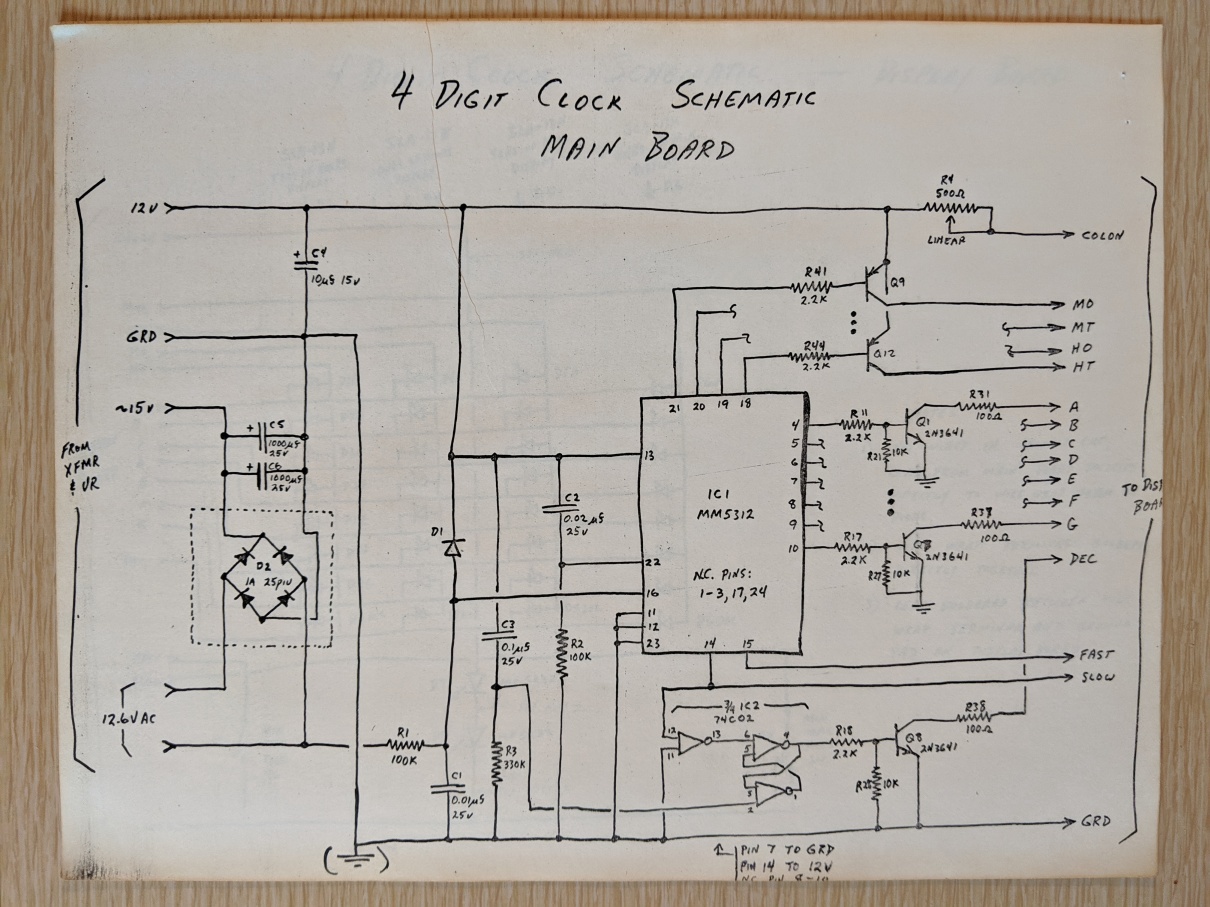 4 DIGIT CLOCK SCHEMATIC
MAIN BOARD
12V
GRD
~15V
FROM
XFMR
& VR
12.6VAC
+ C4
10µf 15V
+ C5
1000µf
25V
+ C6
1000µf
25V
D2
1A 25PIV
D1
R1
100K
C1
0.01µf
25V
C3
0.1µf
25V
R3
330K
C2
0.02µf
25V
R2
100K
IC1
MM5312
N.C. PINS:
1-3, 17, 24
21 20 19 18
13
22
16
11
12
23
14 15
4
5
6
7
8
9
10
R41
2.2K
R44
2.2K
Q9
Q12
R4
500Ω
LINEAR
R11
2.2K
R21
10K
Q1
2N3641
R31
100Ω
R17
2.2K
R27
10K
2N3641
100Ω
3/4 IC2
74C02
12
11
13
6
5
4
3
2
1
R18
2.2K
R28
10K
Q8
2N3641
R38
100Ω
COLON
MO
MT
HO
HT
A
B
C
D
E
F
G
DEC
FAST
SLOW
GRD
TO
( )
PIN 7 TO GRD
PIN 14 TO 12V